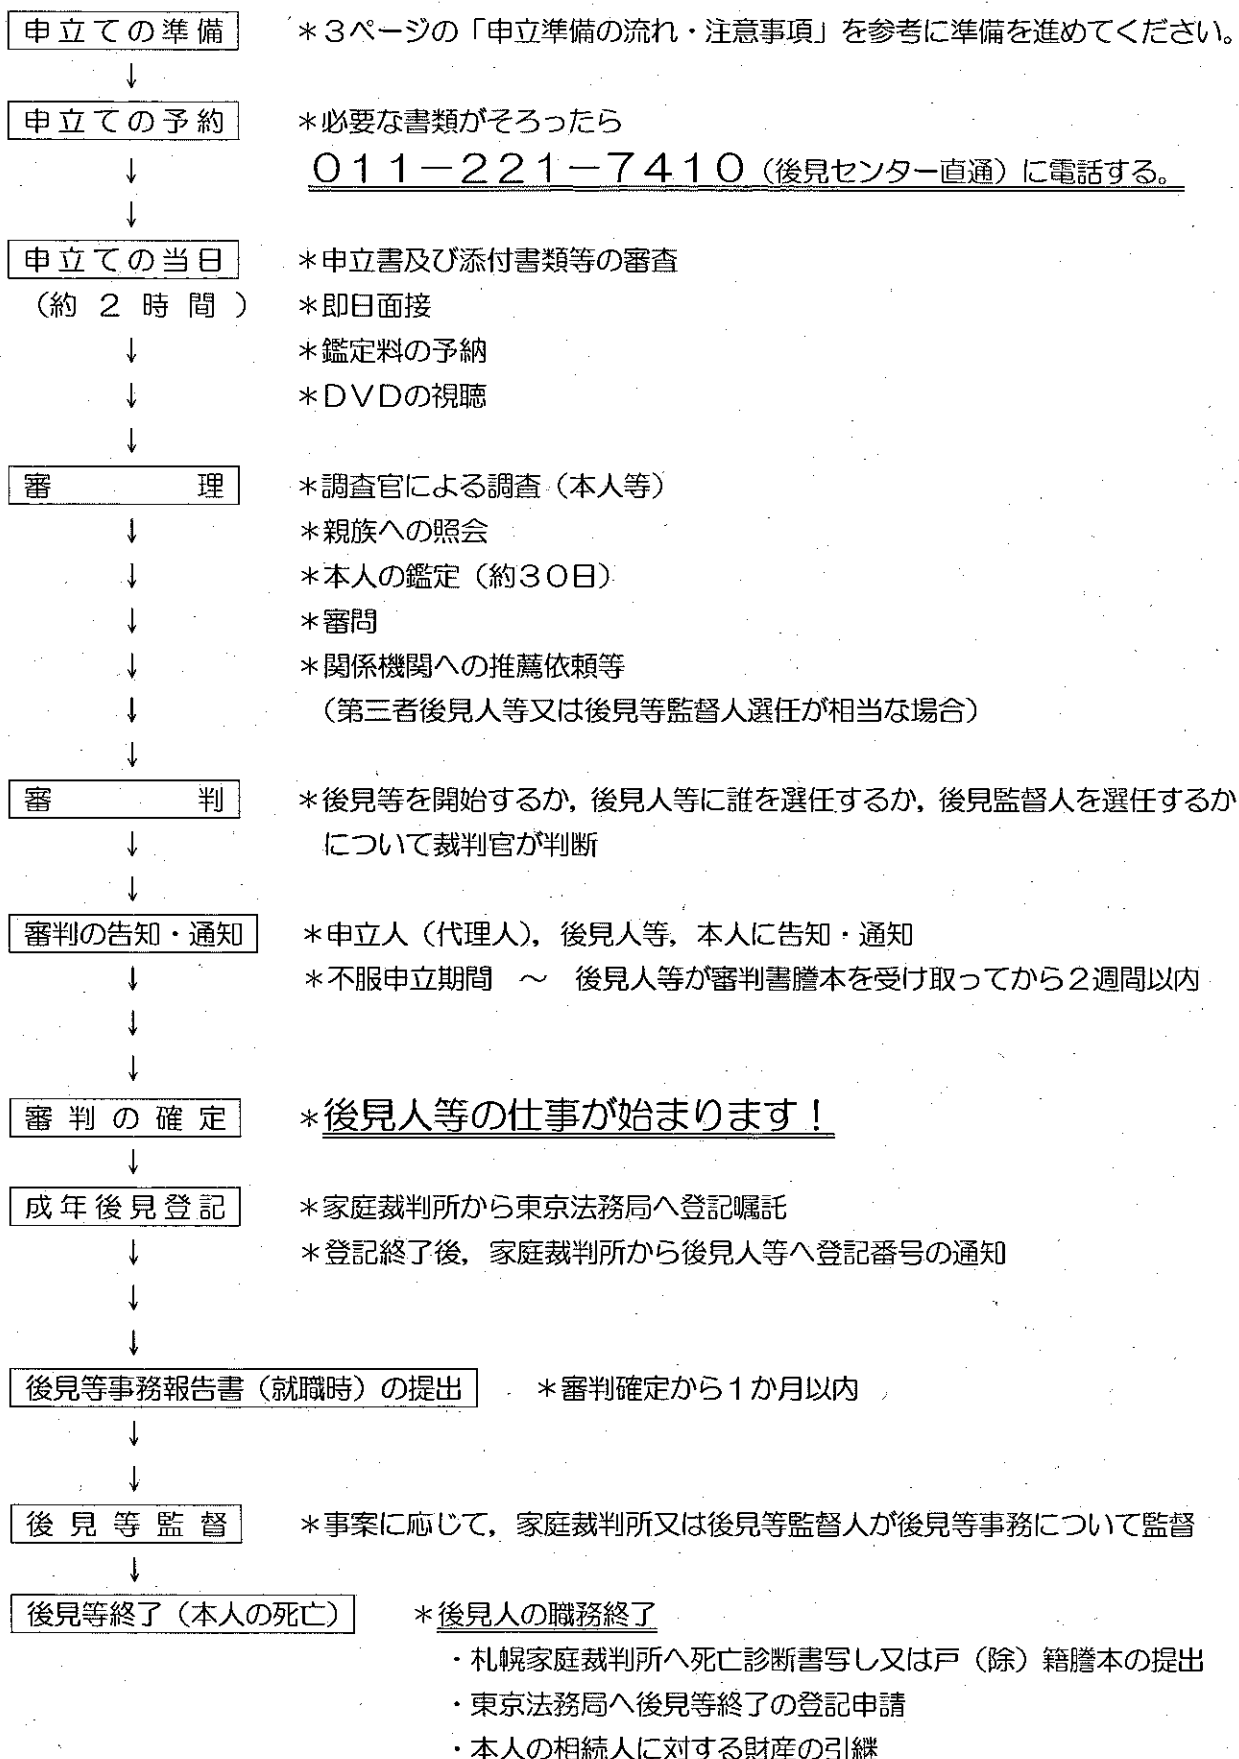 申立ての準備　＊３ページの「申立準備の流れ・注意事項」を参考に準備を進めてください。
↓
申立ての予約　＊必要な書類がそろったら
↓　０１１－２２１－７４１０（後見センター直通）に電話する。
↓
申立ての当日　＊申立書及び添付書類等の審査
（約２時間）　＊即日面接
↓　＊鑑定料の予納
↓　＊ＤＶＤの視聴
↓
審理　＊調査官による調査（本人等）
↓　＊親族への照会
↓　＊本人の鑑定（約３０日）
↓　＊審問
↓　＊関係機関への推薦依頼等
↓　（第三者後見人等又は後見等監督人選任が相当な場合）
↓
審判　＊後見等を開始するか，後見人等に誰を選任するか，後見監督人を選任するか
↓　について裁判官が判断
↓
審判の告知・通知　＊申立人（代理人），後見人等，本人に告知・通知
↓　＊不服申立期間　～　後見人等が審判書謄本を受け取ってから２週間以内
↓
↓
審判の確定　＊後見人等の仕事が始まります！
↓
成年後見登記　＊家庭裁判所から東京法務局へ登記嘱託
↓　＊登記終了後，家庭裁判所から後見人等へ登記番号の通知
↓
↓
後見等事務報告書（就職時）の提出　＊審判確定から１か月以内
↓
↓
後見等監督　＊事案に応じて，家庭裁判所又は後見等監督人が後見等事務について監督
↓
後見等終了（本人の死亡）　＊後見人の職務終了
・札幌家庭裁判所へ死亡診断書写し又は戸（除）籍謄本の提出
・東京法務局へ後見等終了の登記申請
・本人の相続人に対する財産の引継